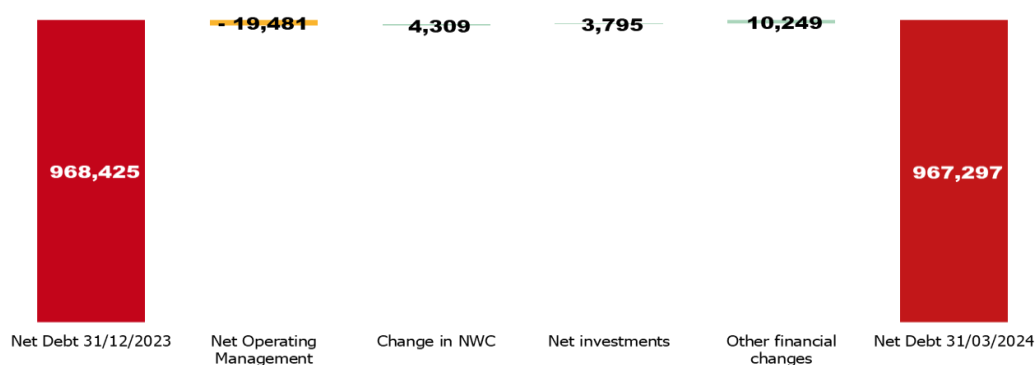 - 19,481
4,309
3,795
10,249
968,425
967,297
Net Debt 31/12/2023
Net Operating
Management
Change in NWC
Net investments
Other financial
changes
Net Debt 31/03/2024